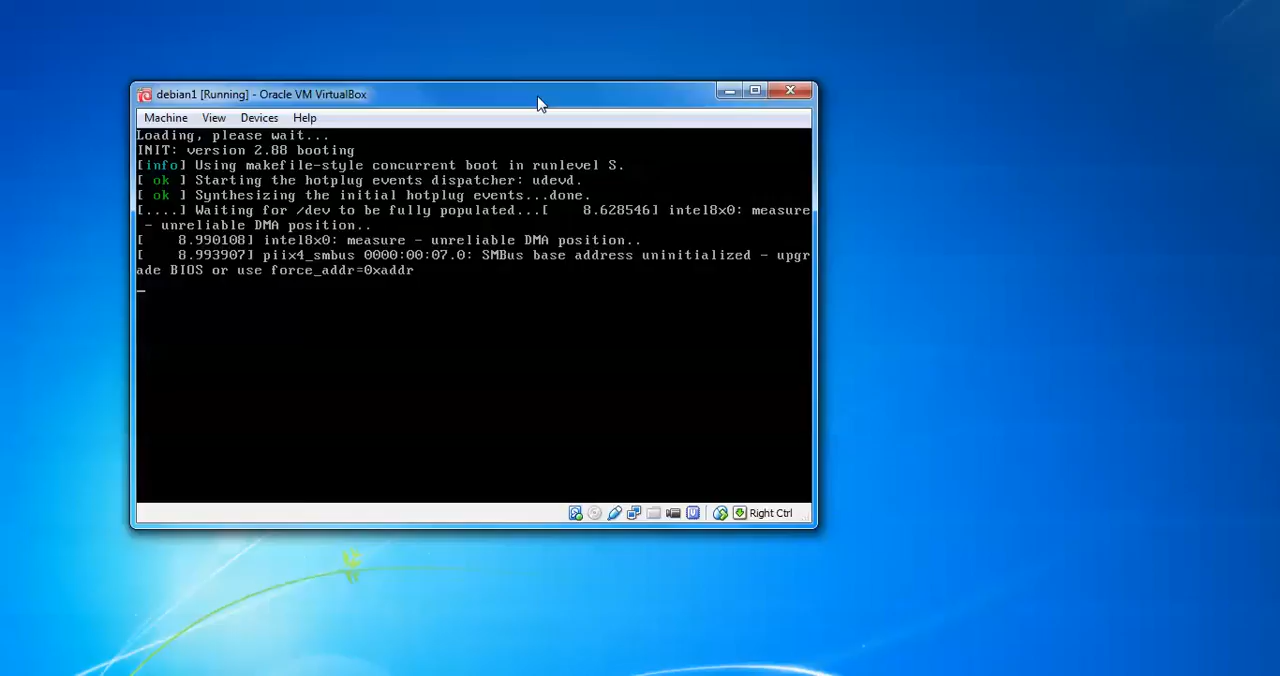 debian1 [Running] - Oracle VM VirtualBox
Machine View Devices Help
Loading, please wait...
INIT: version 2.88 booting
[info] Using makefile-style concurrent boot in runlevel S.
[ ok ] Starting the hotplug events dispatcher: udevd.
[ ok ] Synthesizing the initial hotplug events...done.
[....] Waiting for /dev to be fully populated...[    8.628546] intel8x0: measure
 - unreliable DMA position..
[    8.990108] intel8x0: measure - unreliable DMA position..
[    8.993907] piix4_smbus 0000:00:07.0: SMBus base address uninitialized - upgr
ade BIOS or use force_addr=0xaddr
_
Right Ctrl